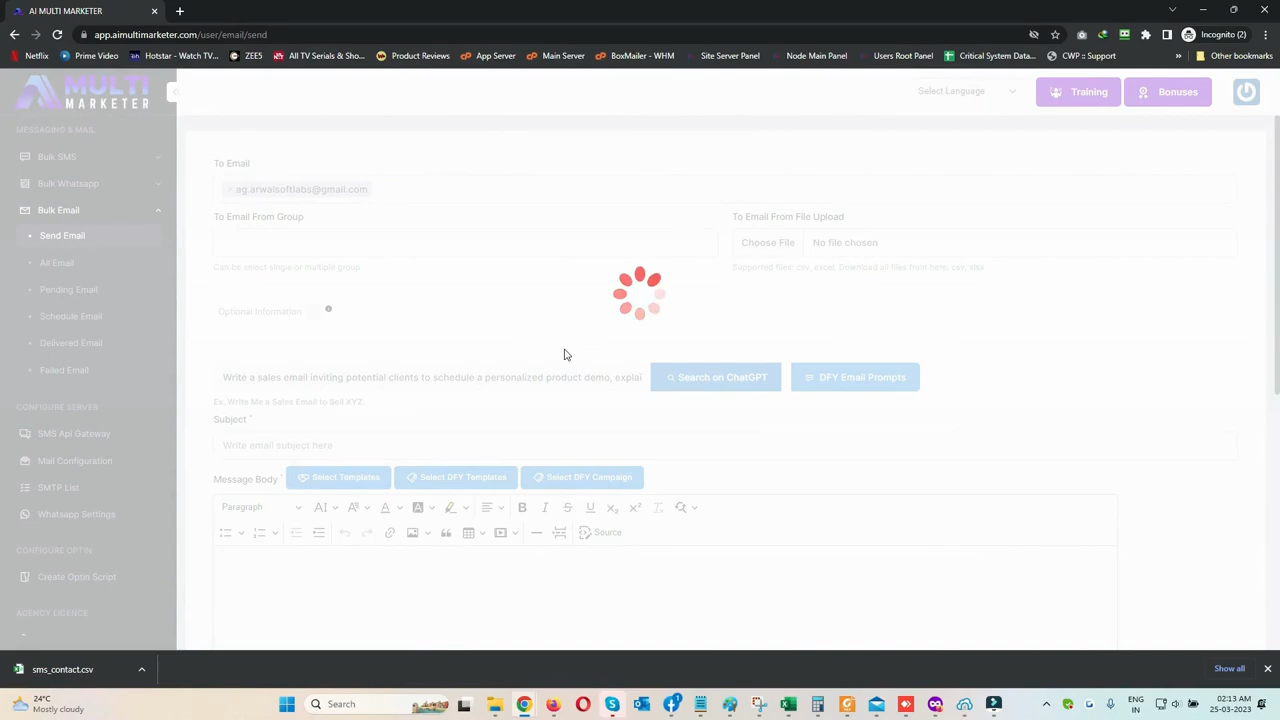 AI MULTI MARKETER
app.aimultimarketer.com/user/email/send
Incognito (2)
Netflix
Prime Video
Hotstar - Watch TV...
ZEE5
All TV Serials & Sho...
Product Reviews
App Server
Main Server
BoxMailer - WHM
Site Server Panel
Node Main Panel
Users Root Panel
Critical System Data...
CWP :: Support
Other bookmarks
MULTI
MARKETER
Select Language
Training
Bonuses
MESSAGING & MAIL
Bulk SMS
Bulk Whatsapp
Bulk Email
Send Email
All Email
Pending Email
Schedule Email
Delivered Email
Failed Email
CONFIGURE SERVER
SMS Api Gateway
Mail Configuration
SMTP List
Whatsapp Settings
CONFIGURE OPTIN
Create Optin Script
AGENCY LICENCE
To Email
× ag.arwaisoftlabs@gmail.com
To Email From Group
To Email From File Upload
Choose File No file chosen
Can be select single or multiple group
Supported files: csv, excel. Download all files from here: csv, xlsx
Optional Information
Write a sales email inviting potential clients to schedule a personalized product demo, explai
Search on ChatGPT
DFY Email Prompts
Ex. Write Me a Sales Email to Sell XYZ.
Subject *
Write email subject here
Message Body *
Select Templates
Select DFY Templates
Select DFY Campaign
Paragraph
Source
sms_contact.csv
Show all
24°C
Mostly cloudy
Search
ENG
IN
02:13 AM
25-03-2023